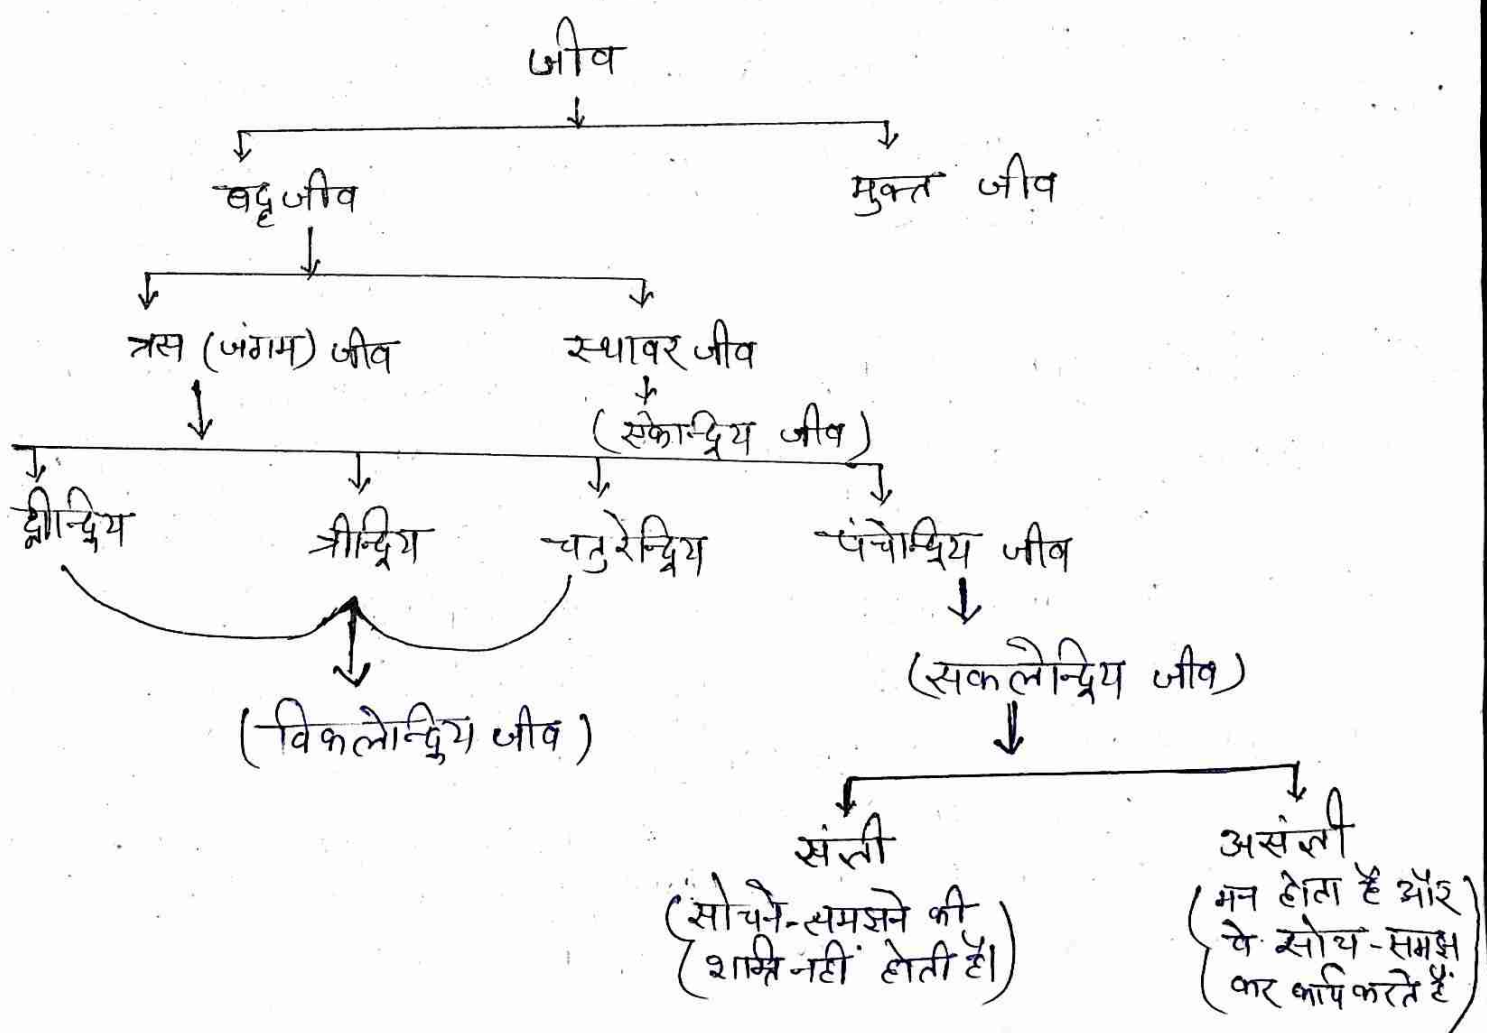 जीव
बद्ध जीव
मुक्त जीव
त्रस (जंगम) जीव
स्थावर जीव
(एकेन्द्रिय जीव)
द्वीन्द्रिय
त्रीन्द्रिय
चतुरेन्द्रिय
पंचेन्द्रिय जीव
(सकलेन्द्रिय जीव)
(विकलेन्द्रिय जीव)
संज्ञी
असंज्ञी
(सोचने-समझने की
शक्ति नहीं होती है।)
(मन होता है और
वे सोच-समझ
कर कार्य करते हैं)